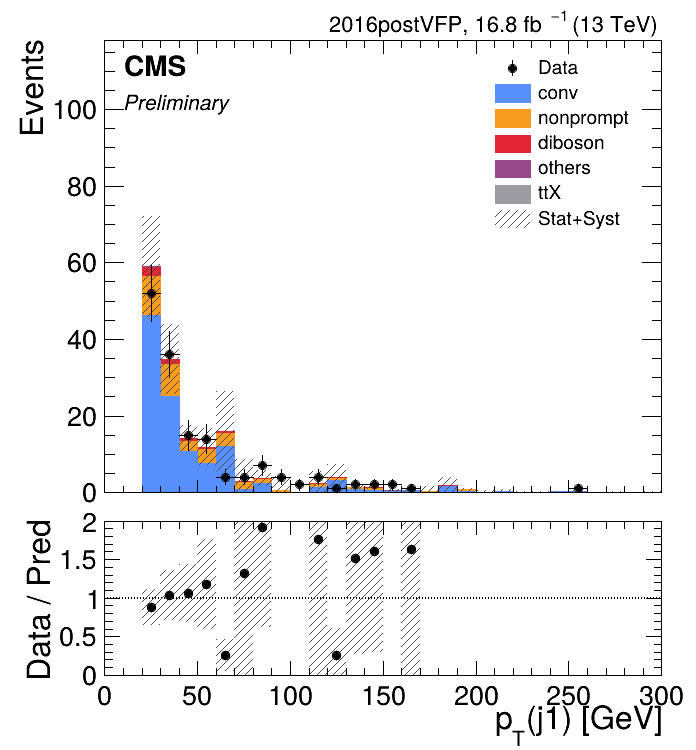 2016postVFP, 16.8 fb⁻¹ (13 TeV)
CMS
Preliminary
Events
100
80
60
40
20
0
Data
conv
nonprompt
diboson
others
ttX
Stat+Syst
Data / Pred
2
1.5
1
0.5
0
0 50 100 150 200 250 300
p_T(j1) [GeV]